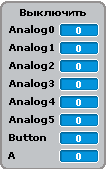 Выключить
Analog0 0
Analog1 0
Analog2 0
Analog3 0
Analog4 0
Analog5 0
Button 0
A 0